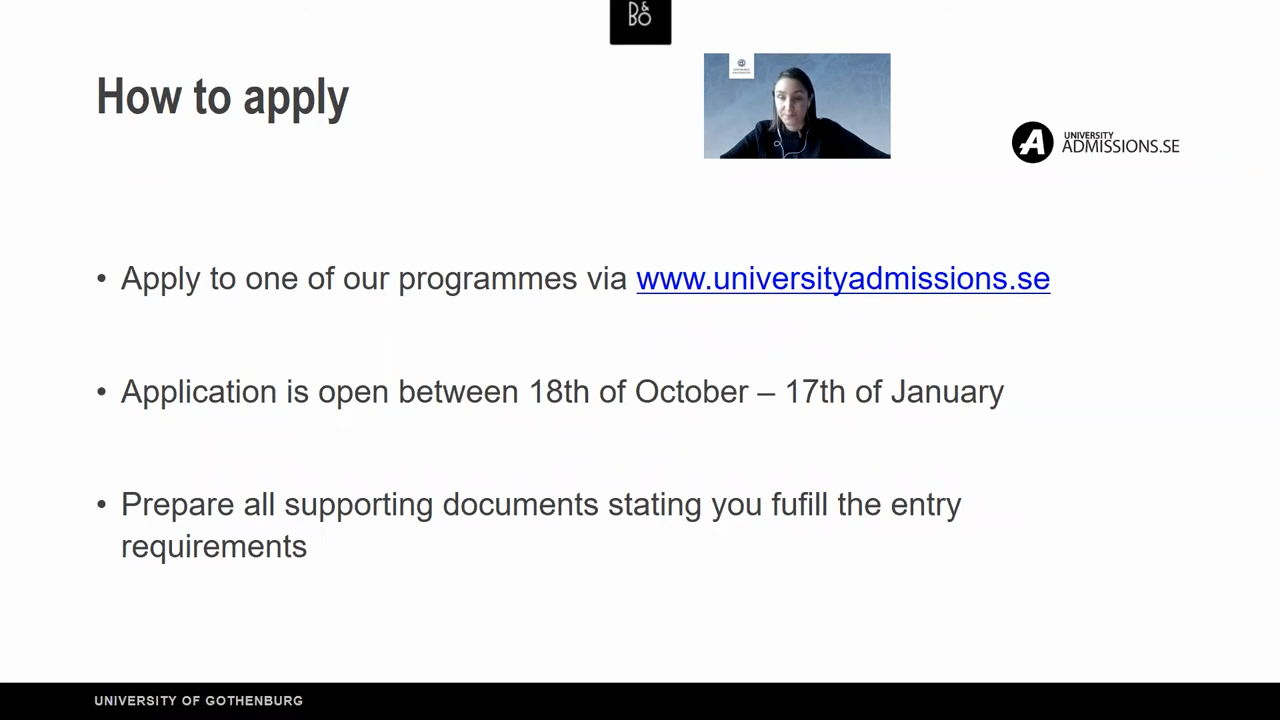 B&O
How to apply
UNIVERSITY
ADMISSIONS.SE
• Apply to one of our programmes via www.universityadmissions.se
• Application is open between 18th of October – 17th of January
• Prepare all supporting documents stating you fufill the entry
requirements
UNIVERSITY OF GOTHENBURG